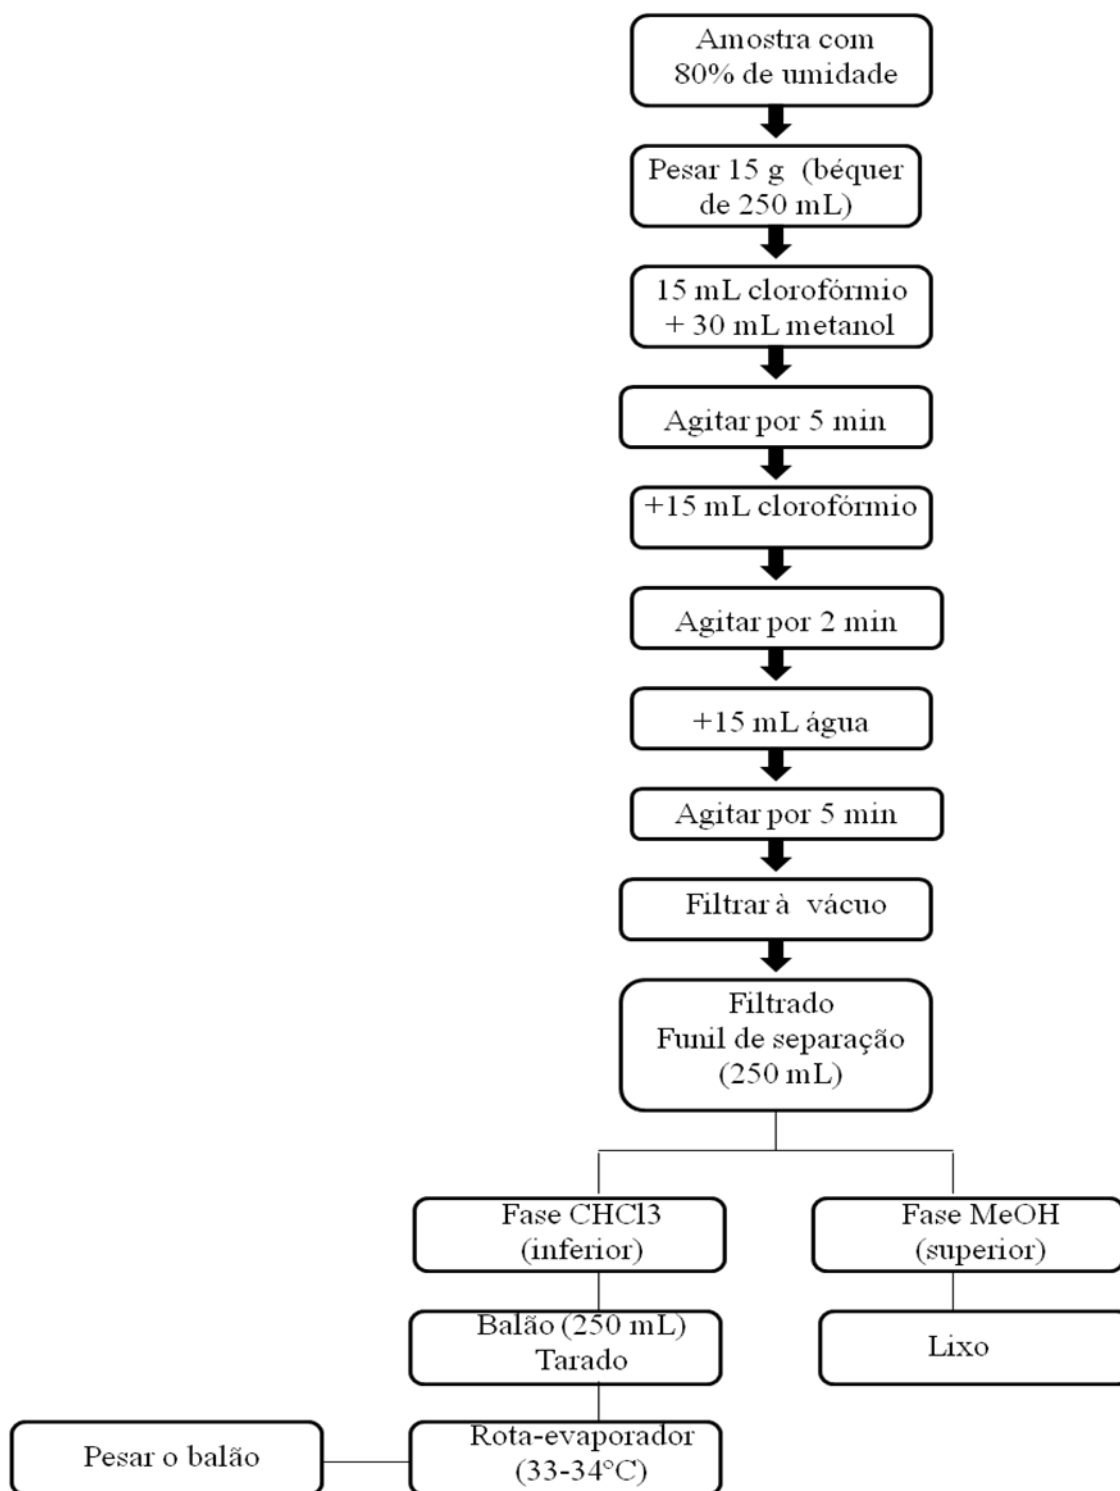 Amostra com
80% de umidade
Pesar 15 g (béquer
de 250 mL)
15 mL clorofórmio
+ 30 mL metanol
Agitar por 5 min
+15 mL clorofórmio
Agitar por 2 min
+15 mL água
Agitar por 5 min
Filtrar à vácuo
Filtrado
Funil de separação
(250 mL)
Fase CHCl3
(inferior)
Fase MeOH
(superior)
Balão (250 mL)
Tarado
Lixo
Rota-evaporador
(33-34°C)
Pesar o balão